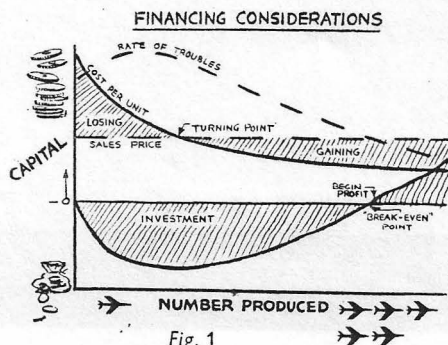 FINANCING CONSIDERATIONS
RATE OF TROUBLES
COST PER UNIT
LOSING
"TURNING POINT"
SALES PRICE
GAINING
CAPITAL
BEGIN
PROFIT
0
INVESTMENT
"BREAK-EVEN"
POINT
NUMBER PRODUCED
Fig. 1